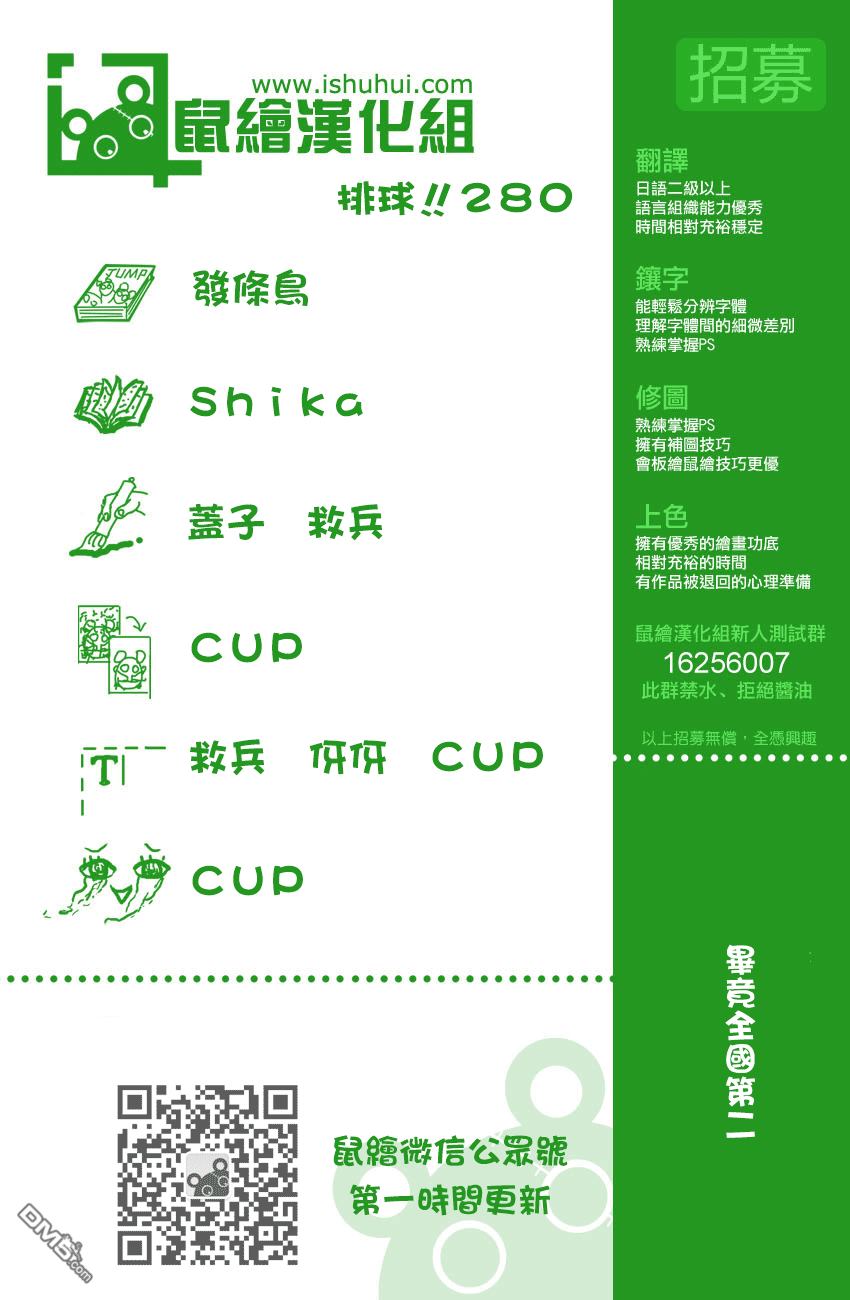 www.ishuhui.com
鼠繪漢化組
排球!!280
JUMP
發條鳥
Shika
蓋子 救兵
CUP
T
救兵 伢伢 CUP
CUP
鼠繪微信公眾號
第一時間更新
DM5.com
招募
翻譯
日語二級以上
語言組織能力優秀
時間相對充裕穩定
鑲字
能輕鬆分辨字體
理解字體間的細微差別
熟練掌握PS
修圖
熟練掌握PS
擁有補圖技巧
會板繪鼠繪技巧更優
上色
擁有優秀的繪畫功底
相對充裕的時間
有作品被退回的心理準備
鼠繪漢化組新人測試群
16256007
此群禁水、拒絕醬油
以上招募無償，全憑興趣
畢竟全國第二